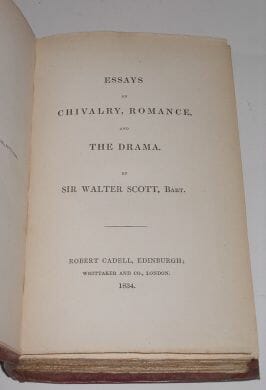 ESSAYS
ON
CHIVALRY, ROMANCE,
AND
THE DRAMA.
BY
SIR WALTER SCOTT, BART.
ROBERT CADELL, EDINBURGH;
WHITTAKER AND CO., LONDON.
1834.